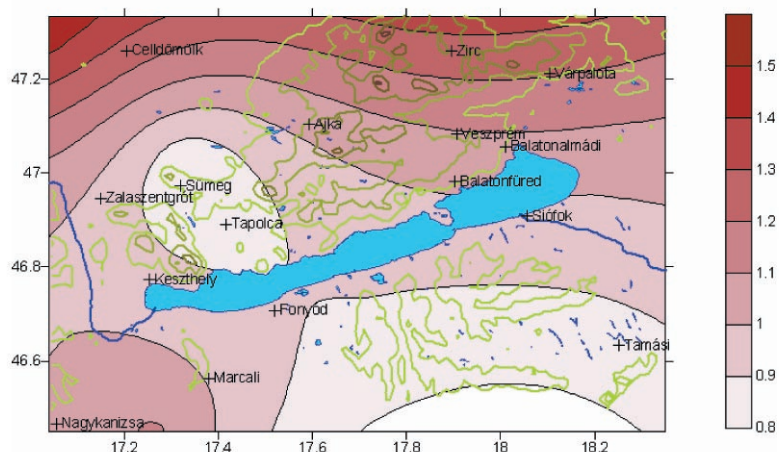 Celldömölk
Zirc
Várpalota
47.2
Ajka
Veszprém
Balatonalmádi
47
Sümeg
Balatonfüred
Zalaszentgrót
Tapolca
Siófok
46.8
Keszthely
Fonyód
46.6
Tamási
Marcali
Nagykanizsa
17.2
17.4
17.6
17.8
18
18.2
1.5
1.4
1.3
1.2
1.1
1
0.9
0.8